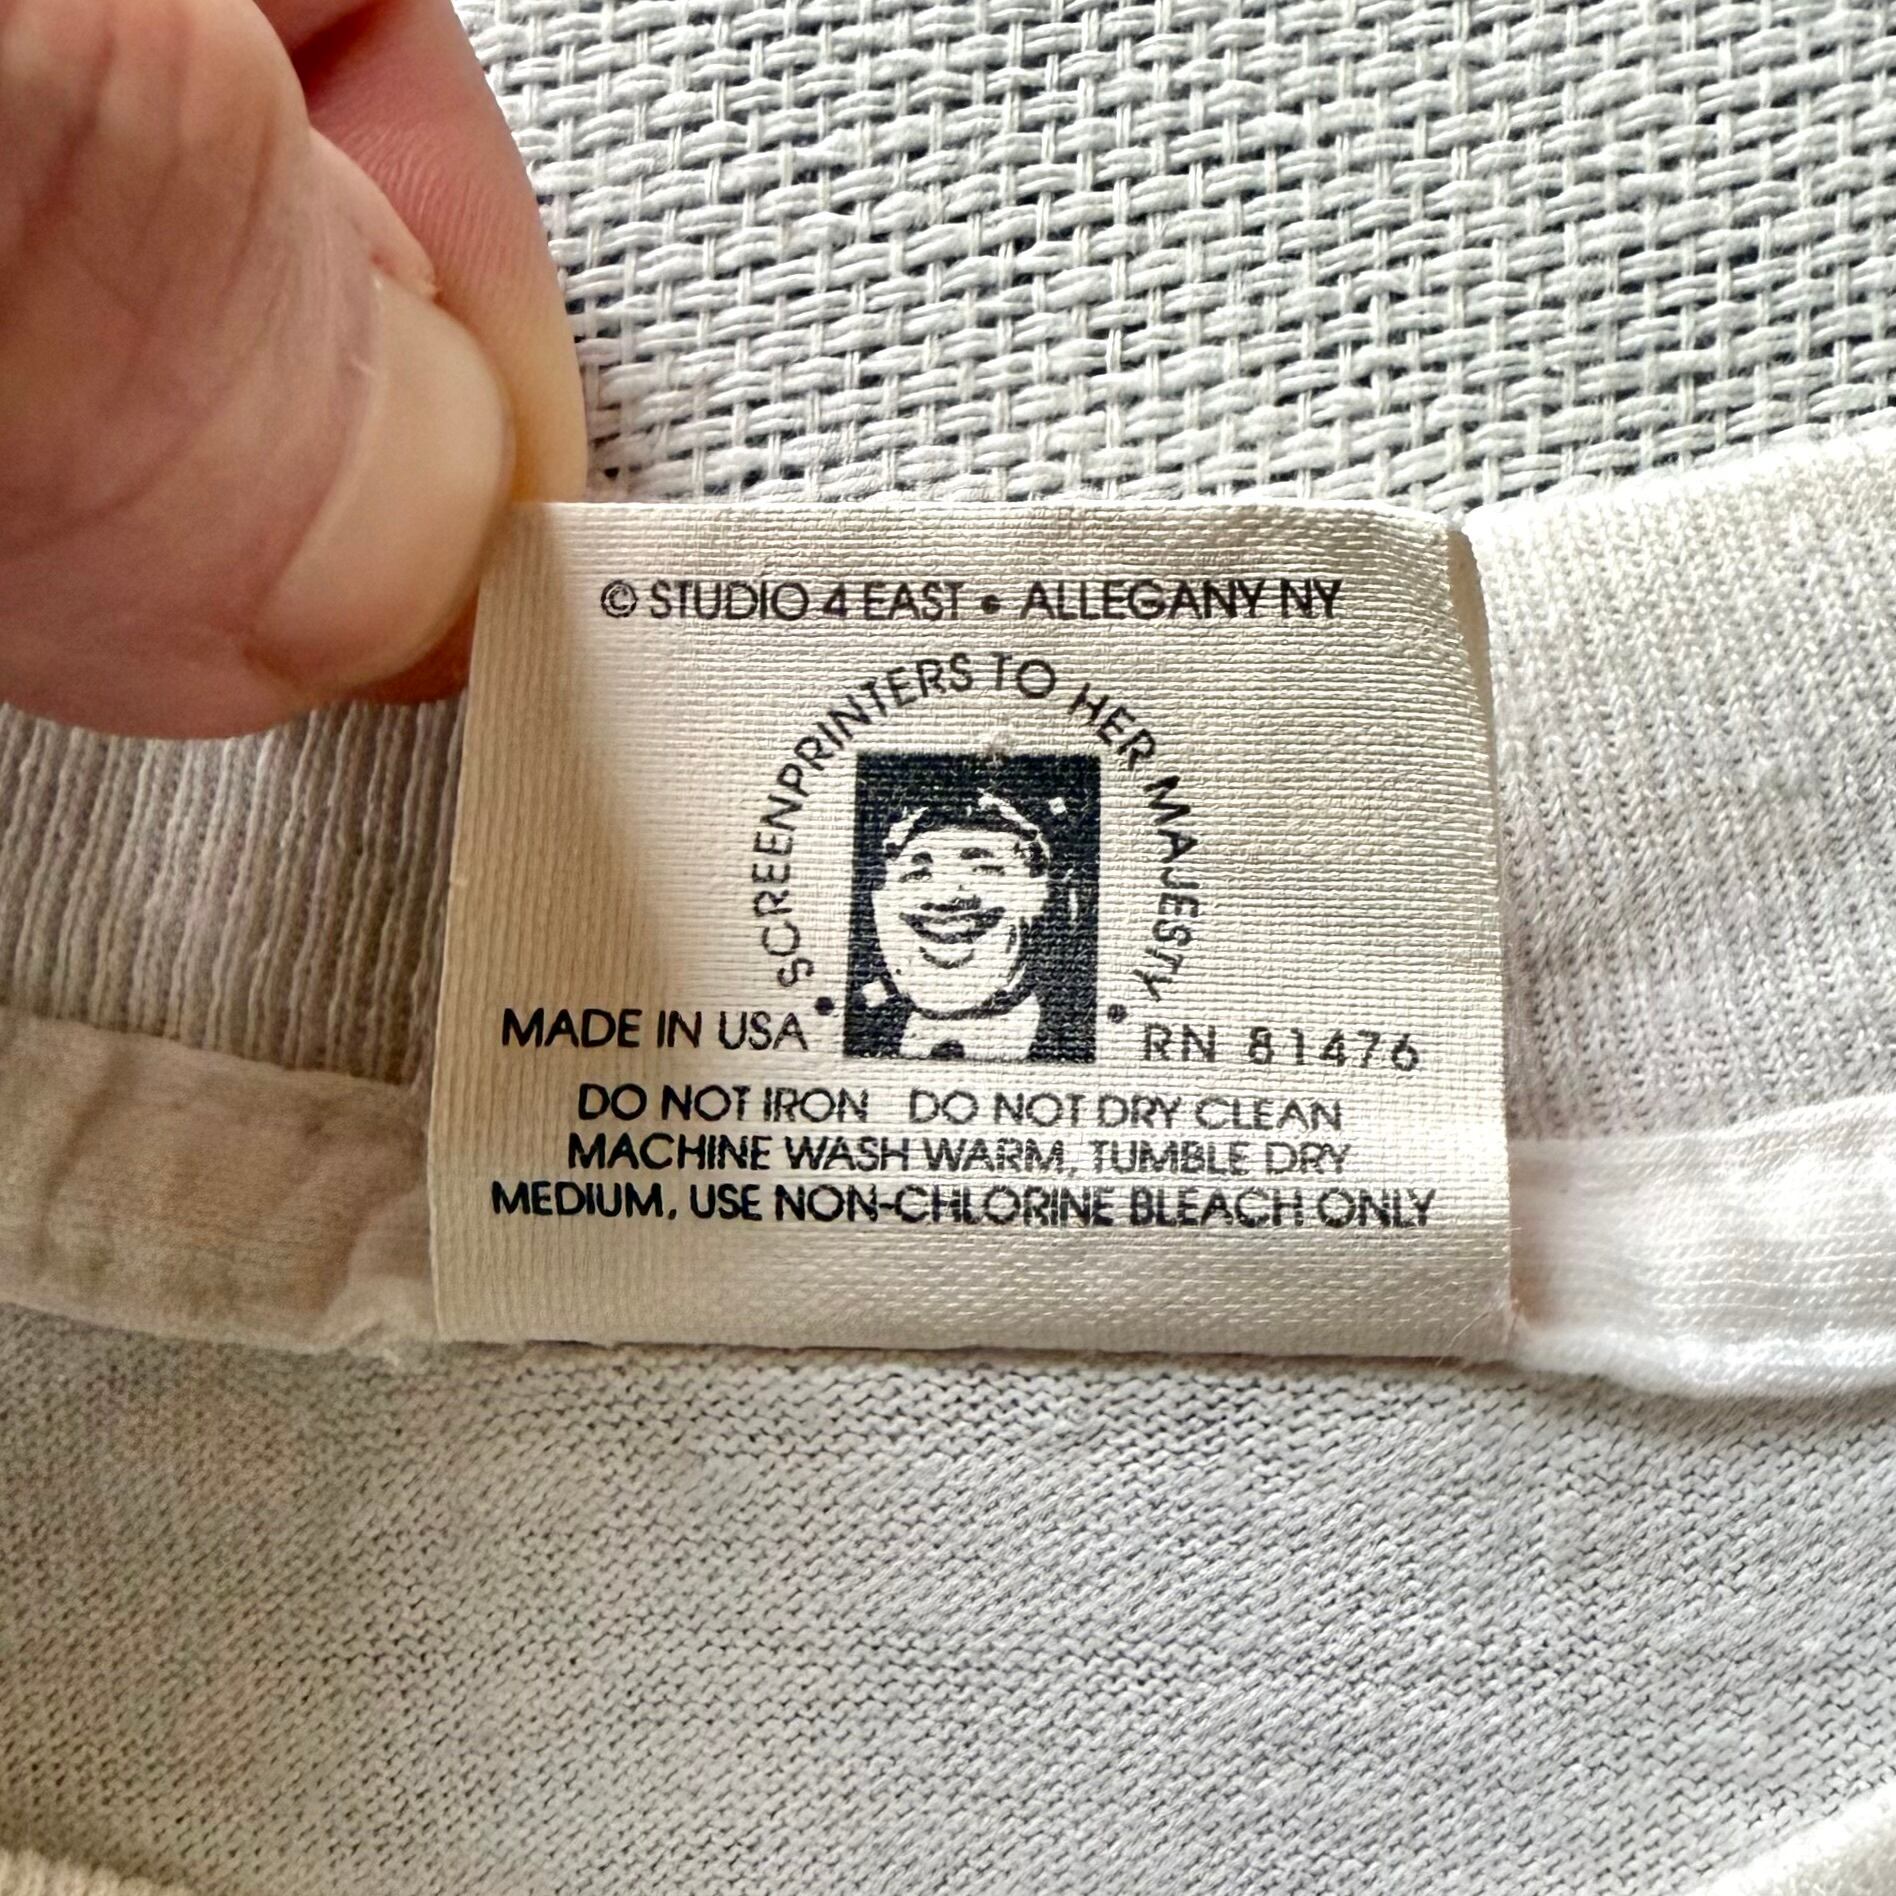 © STUDIO 4 EAST • ALLEGANY NY
• SCREENPRINTERS TO HER MAJESTY •
MADE IN USA
RN 81476
DO NOT IRON DO NOT DRY CLEAN
MACHINE WASH WARM, TUMBLE DRY
MEDIUM, USE NON-CHLORINE BLEACH ONLY